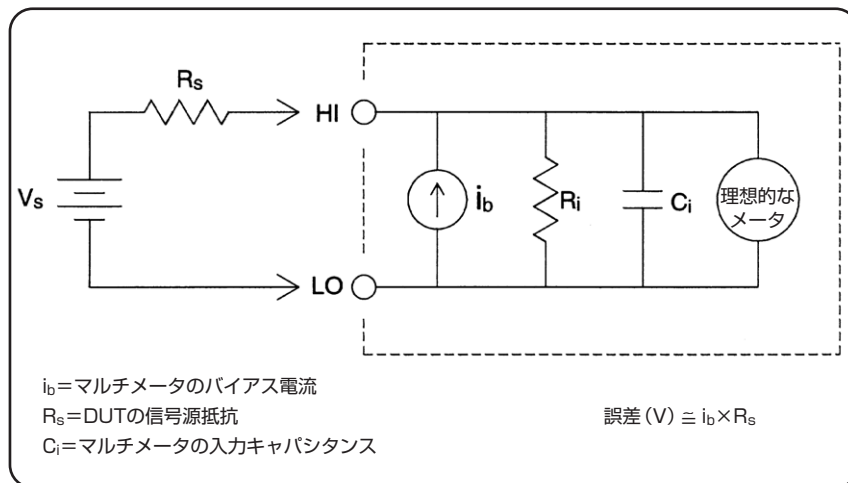 Rs
HI
Vs
ib
Ri
Ci
理想的な
メータ
LO
ib=マルチメータのバイアス電流
Rs=DUTの信号源抵抗
誤差(V)≅ib×Rs
Ci=マルチメータの入力キャパシタンス